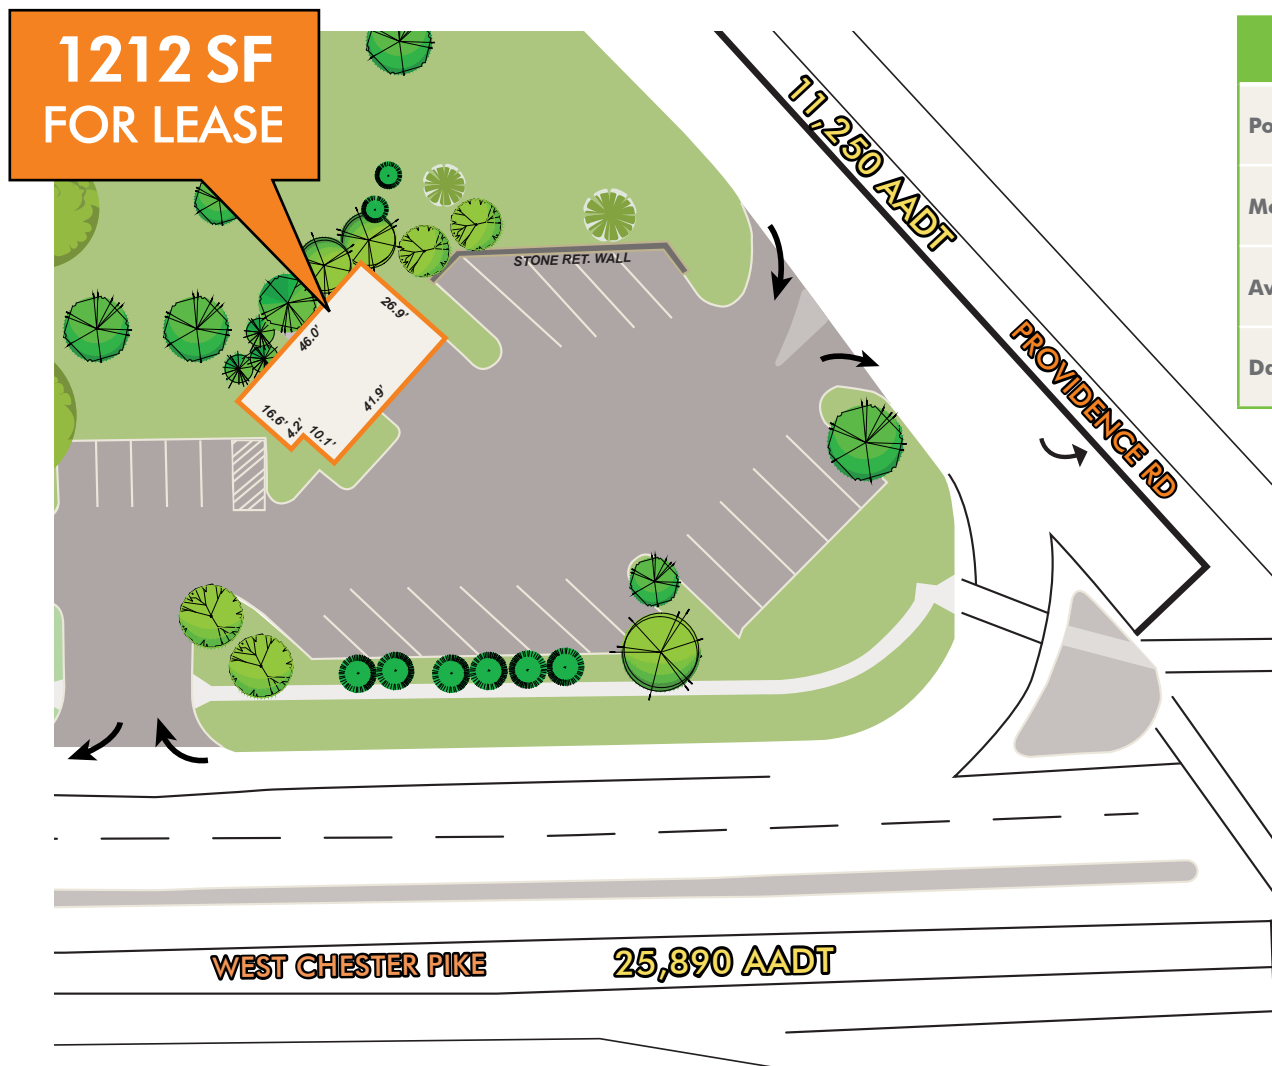 1212 SF
FOR LEASE
11,250 AADT
STONE RET. WALL
26.9'
46.0'
41.9'
16.6'
4.2'
10.1'
PROVIDENCE RD
WEST CHESTER PIKE
25,890 AADT